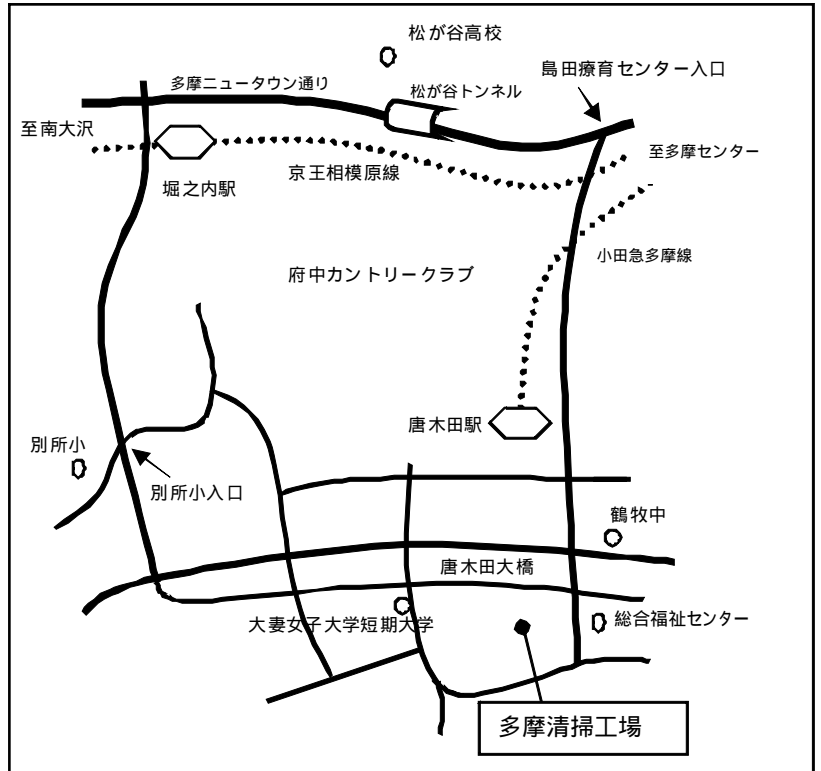 松が谷高校
島田療育センター入口
多摩ニュータウン通り
松が谷トンネル
至南大沢
至多摩センター
京王相模原線
堀之内駅
小田急多摩線
府中カントリークラブ
唐木田駅
別所小
別所小入口
鶴牧中
唐木田大橋
大妻女子大学短期大学
総合福祉センター
多摩清掃工場